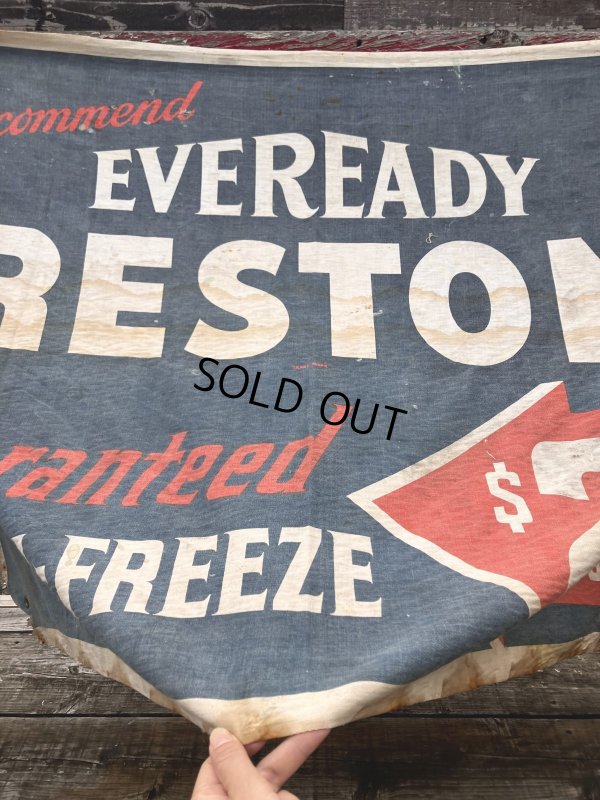 commend
EVEREADY
RESTON
SOLD OUT
ranteed
-FREEZE
$